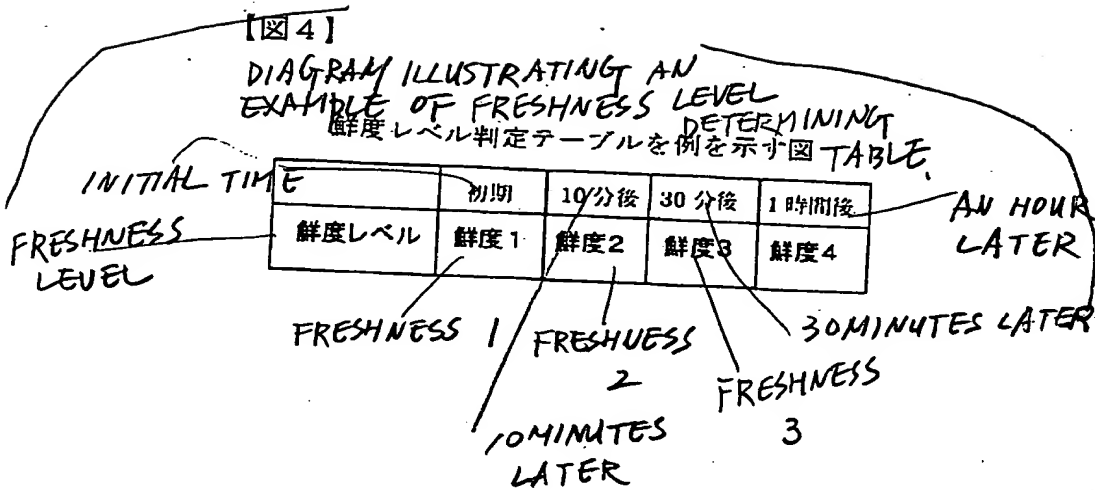 【図4】
DIAGRAM ILLUSTRATING AN
EXAMPLE OF FRESHNESS LEVEL
DETERMINING
鮮度レベル判定テーブルを例を示す図 TABLE.
INITIAL TIME
初期 10分後 30分後 1時間後
AN HOUR
LATER
FRESHNESS
LEVEL
鮮度レベル 鮮度1 鮮度2 鮮度3 鮮度4
FRESHNESS 1
FRESHUESS
2
30MINUTES LATER
FRESHNESS
3
10MINUTES
LATER